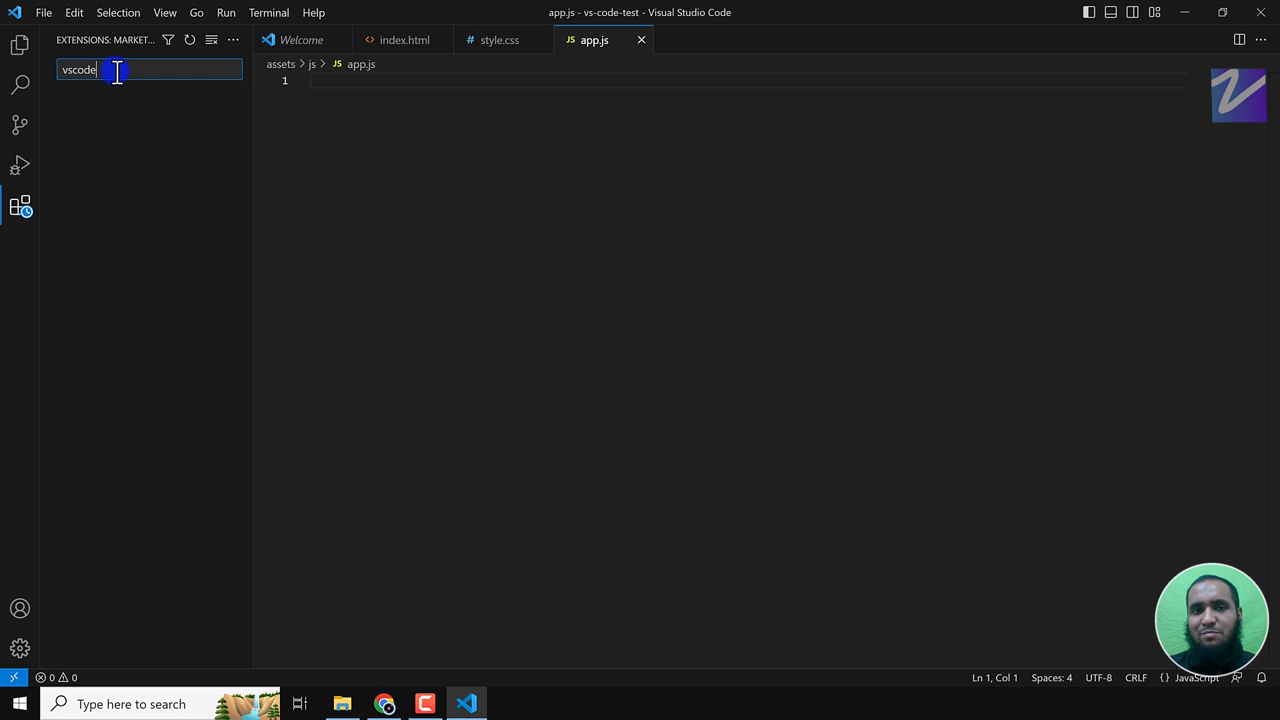 File Edit Selection View Go Run Terminal Help
app.js - vs-code-test - Visual Studio Code
EXTENSIONS: MARKET...
Welcome
index.html
style.css
JS app.js
vscode
assets > js > JS app.js
1
0 0
Ln 1, Col 1 Spaces: 4 UTF-8 CRLF {} JavaScript
Type here to search